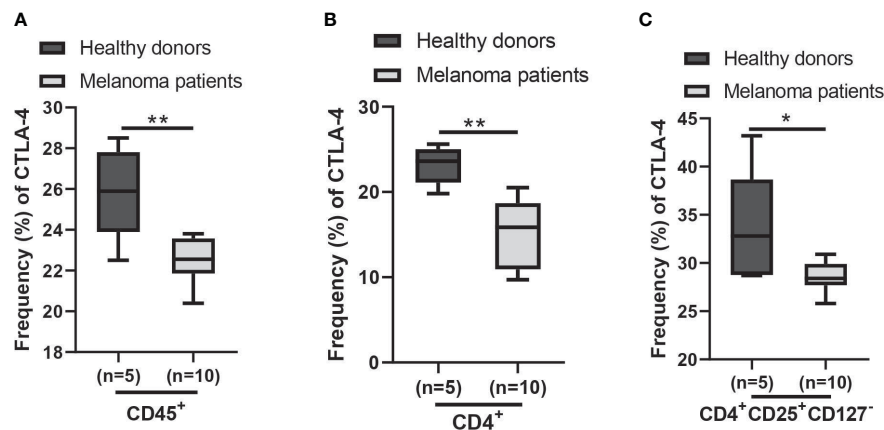 A
Healthy donors
Melanoma patients
Frequency (%) of CTLA-4
30
28
26
24
22
20
18
**
(n=5) (n=10)
CD45⁺
B
Healthy donors
Melanoma patients
Frequency (%) of CTLA-4
30
20
10
0
**
(n=5) (n=10)
CD4⁺
C
Healthy donors
Melanoma patients
Frequency (%) of CTLA-4
45
40
35
30
25
20
*
(n=5) (n=10)
CD4⁺CD25⁺CD127⁻